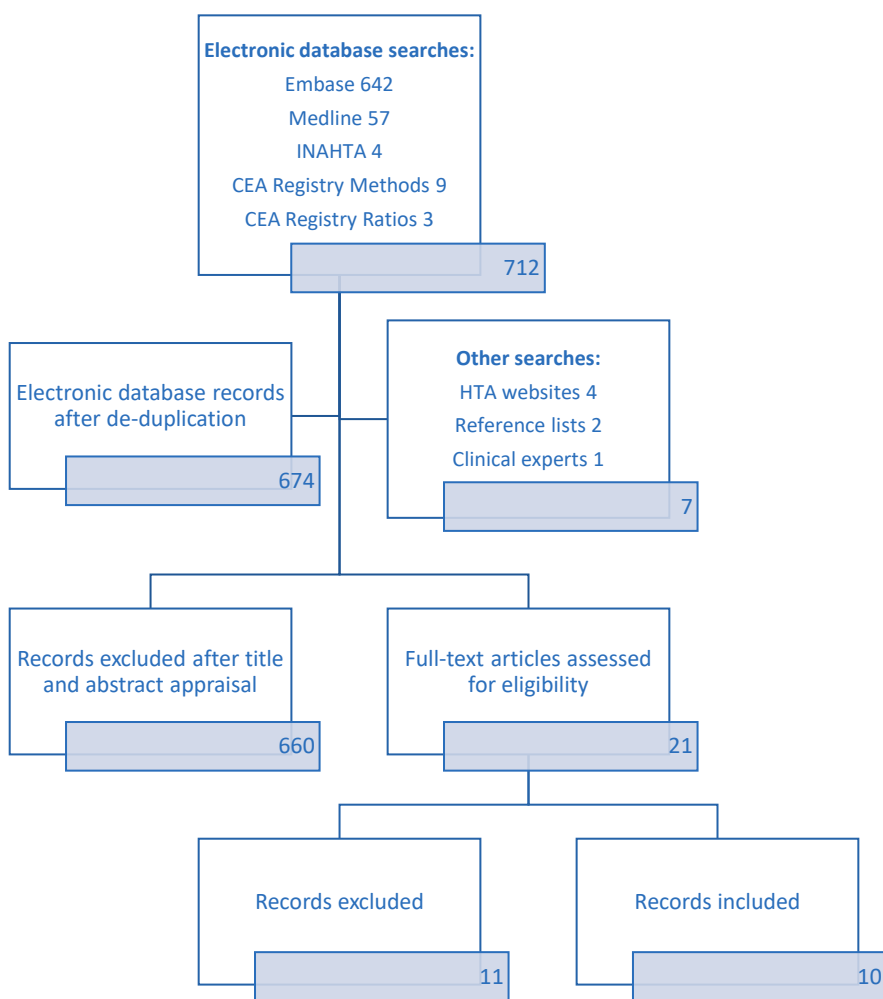 Electronic database searches:
Embase 642
Medline 57
INAHTA 4
CEA Registry Methods 9
CEA Registry Ratios 3
712
Electronic database records
after de-duplication
674
Other searches:
HTA websites 4
Reference lists 2
Clinical experts 1
7
Records excluded after title
and abstract appraisal
660
Full-text articles assessed
for eligibility
21
Records excluded
11
Records included
10